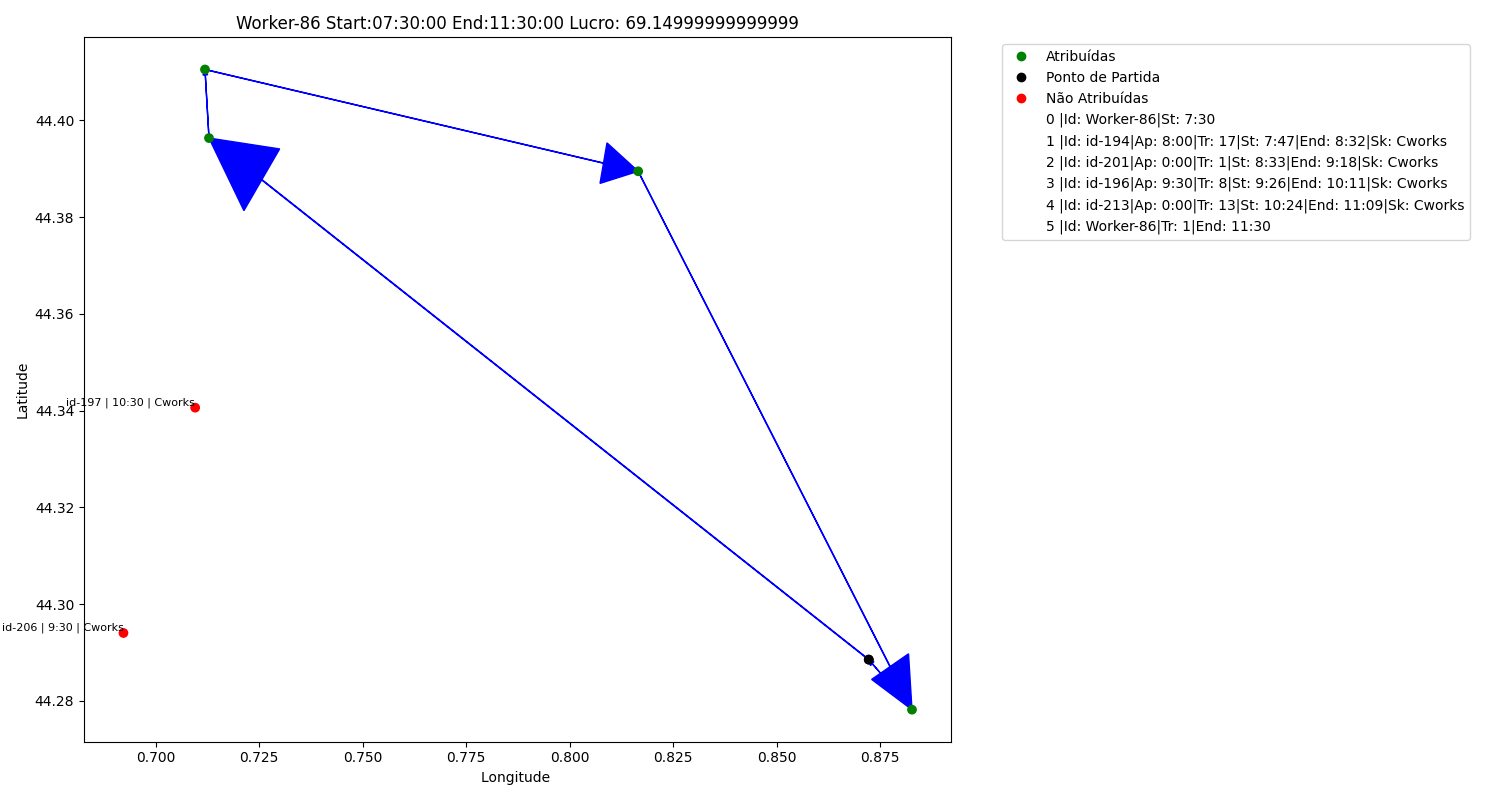 Worker-86 Start:07:30:00 End:11:30:00 Lucro: 69.14999999999999
Latitude
44.40
44.38
44.36
44.34
44.32
44.30
44.28
id-197 | 10:30 | Cworks
id-206 | 9:30 | Cworks
0.700
0.725
0.750
0.775
0.800
0.825
0.850
0.875
Longitude
Atribuídas
Ponto de Partida
Não Atribuídas
0 |Id: Worker-86|St: 7:30
1 |Id: id-194|Ap: 8:00|Tr: 17|St: 7:47|End: 8:32|Sk: Cworks
2 |Id: id-201|Ap: 0:00|Tr: 1|St: 8:33|End: 9:18|Sk: Cworks
3 |Id: id-196|Ap: 9:30|Tr: 8|St: 9:26|End: 10:11|Sk: Cworks
4 |Id: id-213|Ap: 0:00|Tr: 13|St: 10:24|End: 11:09|Sk: Cworks
5 |Id: Worker-86|Tr: 1|End: 11:30